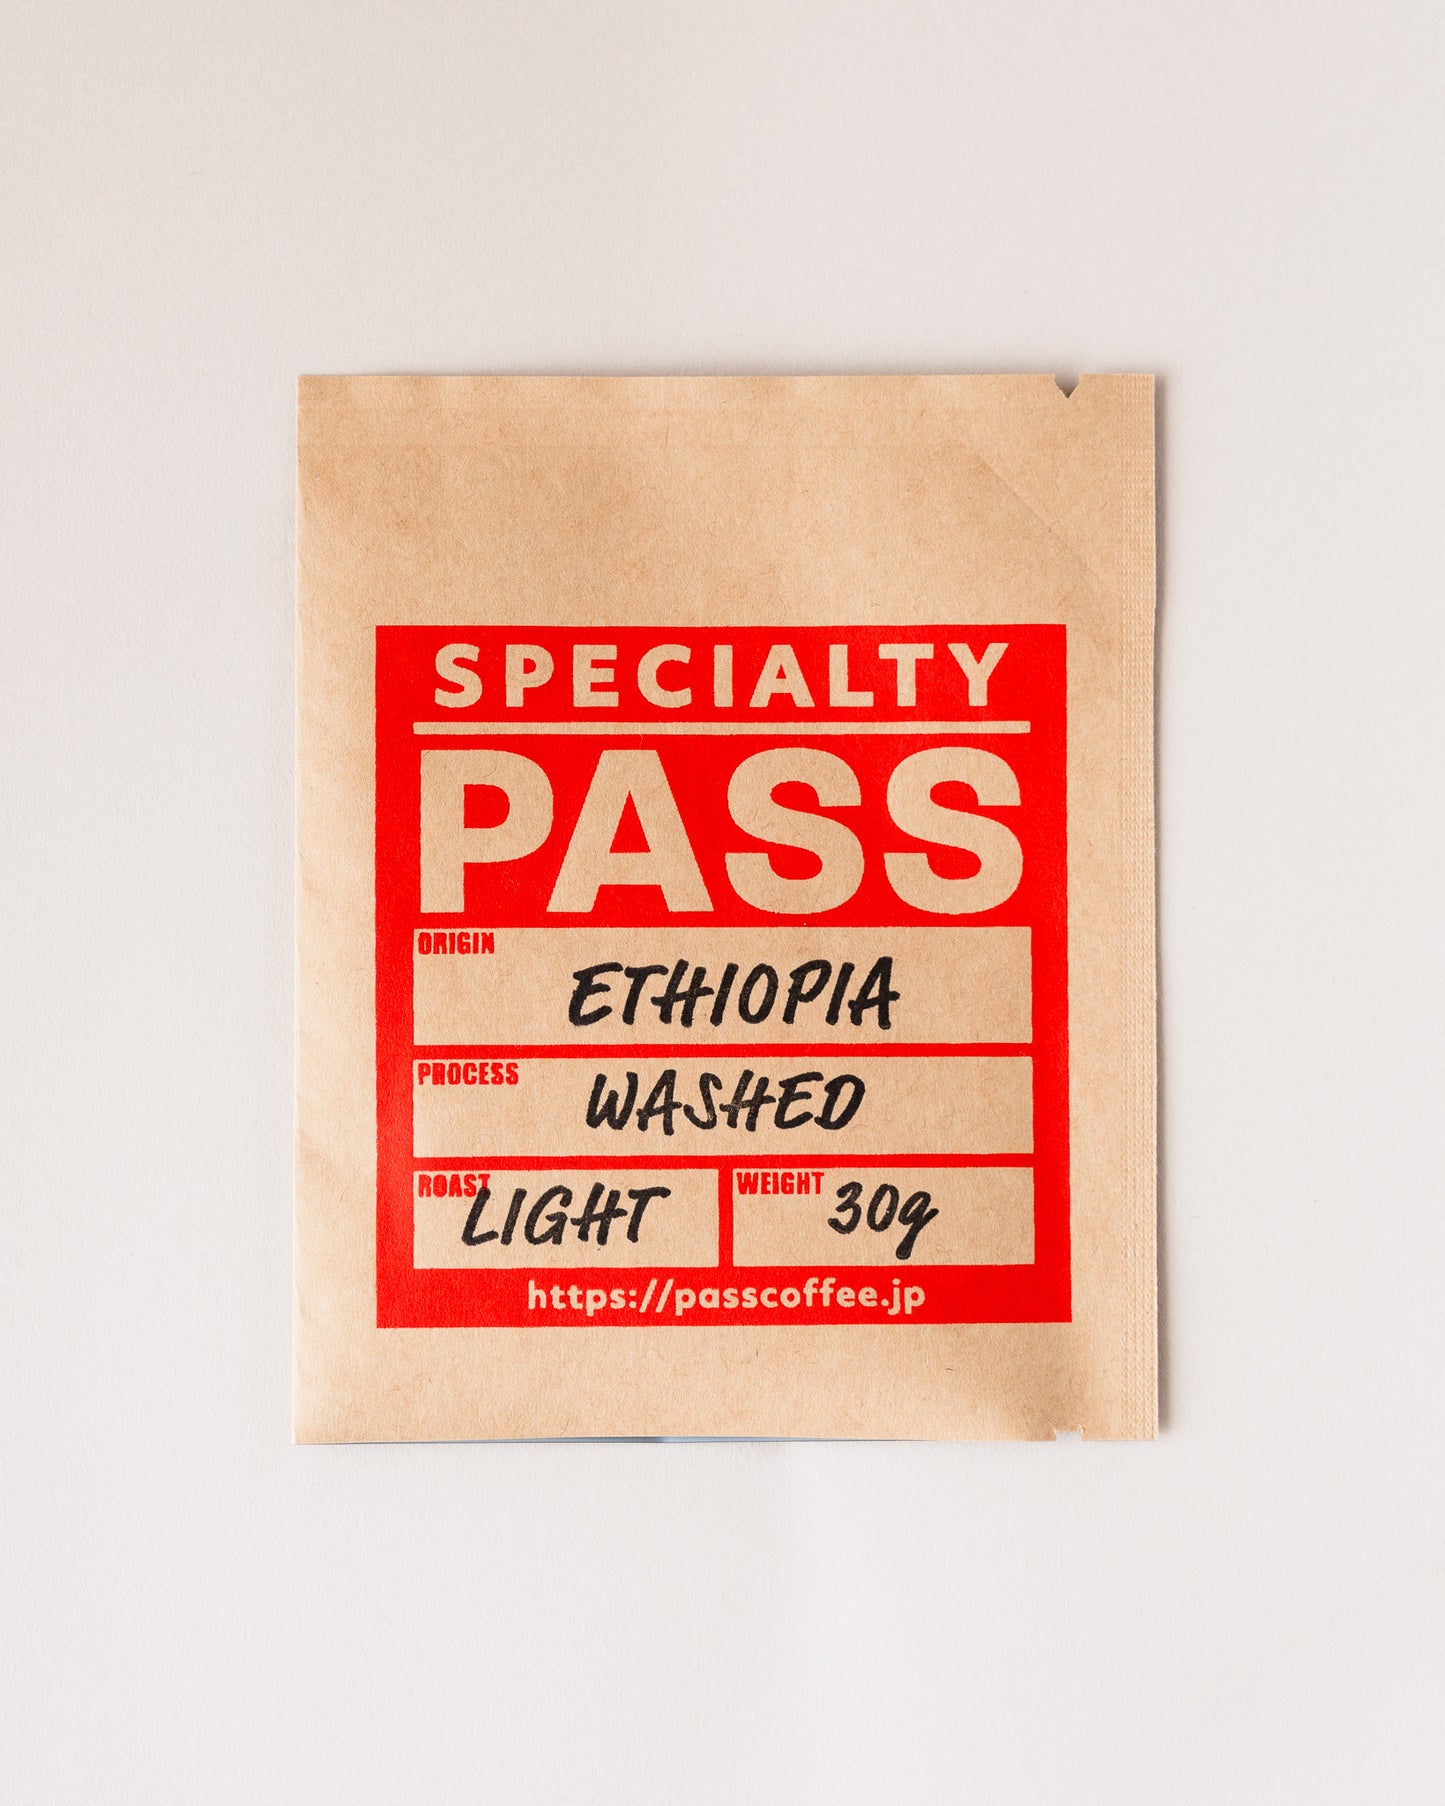 SPECIALTY
PASS
ORIGIN
ETHIOPIA
PROCESS
WASHED
ROAST LIGHT
WEIGHT 30g
https://passcoffee.jp